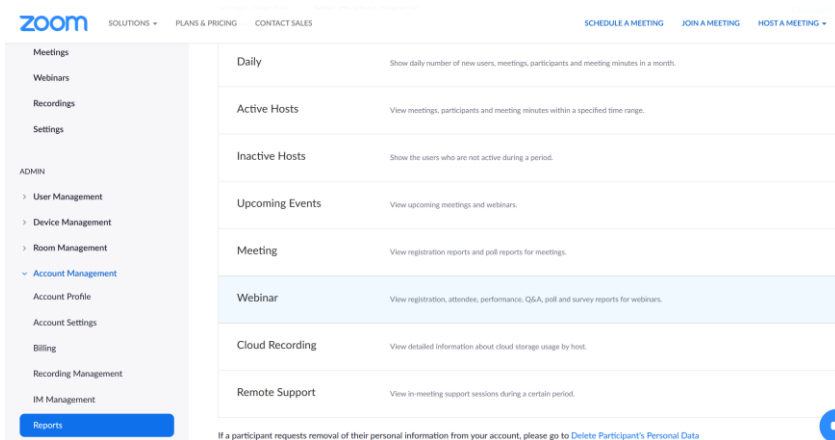 zoom SOLUTIONS PLANS & PRICING CONTACT SALES SCHEDULE A MEETING JOIN A MEETING HOST A MEETING
Meetings
Webinars
Recordings
Settings
ADMIN
User Management
Device Management
Room Management
Account Management
Account Profile
Account Settings
Billing
Recording Management
IM Management
Reports
Daily Show daily number of new users, meetings, participants and meeting minutes in a month.
Active Hosts View meetings, participants and meeting minutes within a specified time range.
Inactive Hosts Show the users who are not active during a period.
Upcoming Events View upcoming meetings and webinars.
Meeting View registration reports and poll reports for meetings.
Webinar View registration, attendee, performance, Q&A, poll and survey reports for webinars.
Cloud Recording View detailed information about cloud storage usage by host.
Remote Support View in-meeting support sessions during a certain period.
If a participant requests removal of their personal information from your account, please go to Delete Participant's Personal Data